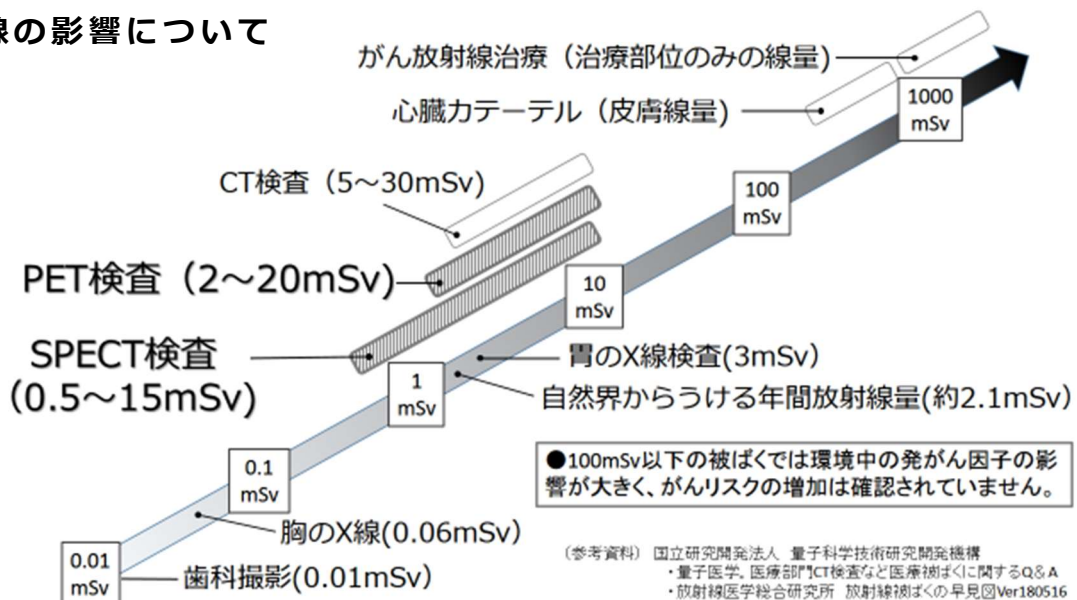 線の影響について
がん放射線治療（治療部位のみの線量)
心臓カテーテル（皮膚線量)
1000
mSv
CT検査（5～30mSv)
100
mSv
PET検査（2～20mSv)
10
mSv
SPECT検査
（0.5～15mSv)
胃のX線検査(3mSv）
1
mSv
自然界からうける年間放射線量(約2.1mSv）
0.1
mSv
●100mSv以下の被ばくでは環境中の発がん因子の影
響が大きく、がんリスクの増加は確認されていません。
胸のX線(0.06mSv）
0.01
mSv
歯科撮影(0.01mSv）
（参考資料） 国立研究開発法人 量子科学技術研究開発機構
・量子医学。医療部門CT検査など医療被ばくに関するQ&A
・放射線医学総合研究所 放射線被ばくの早見図Ver180516